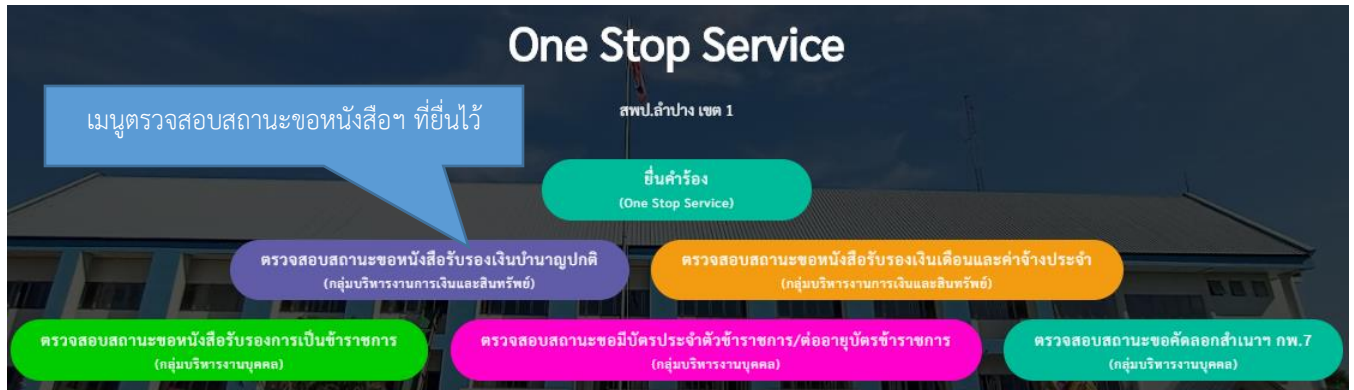 One Stop Service
เมนูตรวจสอบสถานะขอหนังสือฯ ที่ยื่นไว้
สพป.ลำปาง เขต 1
ยื่นคำร้อง
(One Stop Service)
ตรวจสอบสถานะขอหนังสือรับรองเงินบำนาญปกติ
(กลุ่มบริหารงานการเงินและสินทรัพย์)
ตรวจสอบสถานะขอหนังสือรับรองเงินเดือนและค่าจ้างประจำ
(กลุ่มบริหารงานการเงินและสินทรัพย์)
ตรวจสอบสถานะขอหนังสือรับรองการเป็นข้าราชการ
(กลุ่มบริหารงานบุคคล)
ตรวจสอบสถานะขอมีบัตรประจำตัวข้าราชการ/ต่ออายุบัตรข้าราชการ
(กลุ่มบริหารงานบุคคล)
ตรวจสอบสถานะขอคัดลอกสำเนาฯ กพ.7
(กลุ่มบริหารงานบุคคล)